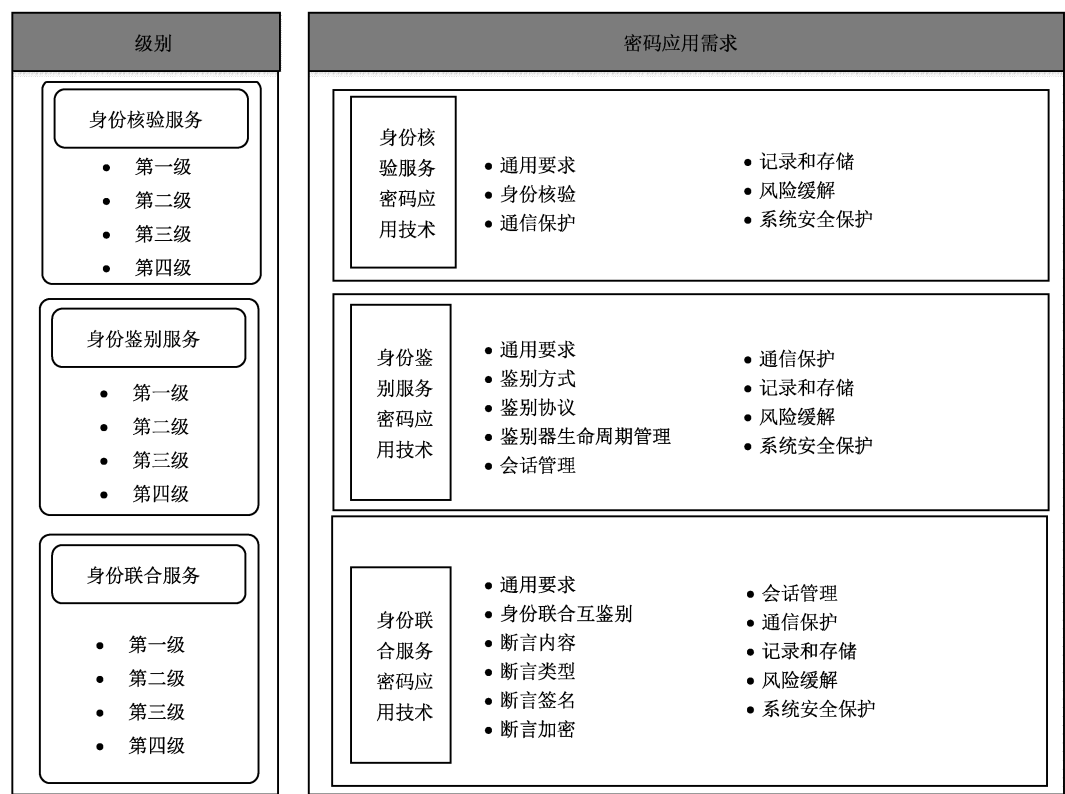 级别
身份核验服务
• 第一级
• 第二级
• 第三级
• 第四级
身份鉴别服务
• 第一级
• 第二级
• 第三级
• 第四级
身份联合服务
• 第一级
• 第二级
• 第三级
• 第四级
密码应用需求
身份核
验服务
密码应
用技术
• 通用要求
• 身份核验
• 通信保护
• 记录和存储
• 风险缓解
• 系统安全保护
身份鉴
别服务
密码应
用技术
• 通用要求
• 鉴别方式
• 鉴别协议
• 鉴别器生命周期管理
• 会话管理
• 通信保护
• 记录和存储
• 风险缓解
• 系统安全保护
身份联
合服务
密码应
用技术
• 通用要求
• 身份联合互鉴别
• 断言内容
• 断言类型
• 断言签名
• 断言加密
• 会话管理
• 通信保护
• 记录和存储
• 风险缓解
• 系统安全保护